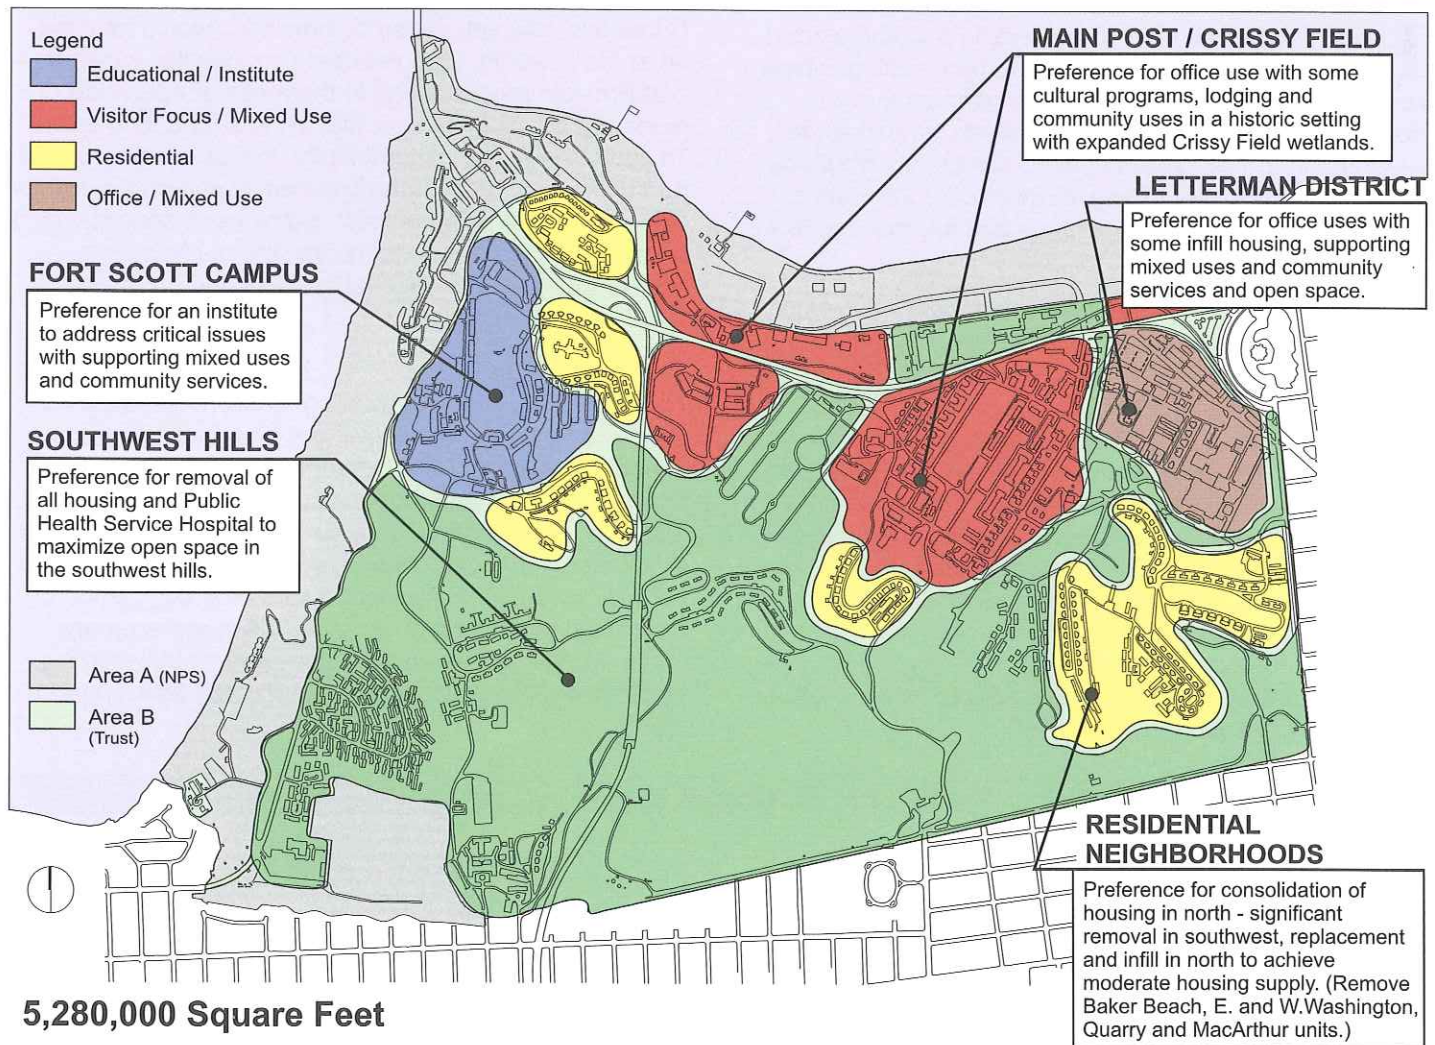 Legend
Educational / Institute
Visitor Focus / Mixed Use
Residential
Office / Mixed Use
MAIN POST / CRISSY FIELD
Preference for office use with some
cultural programs, lodging and
community uses in a historic setting
with expanded Crissy Field wetlands.
LETTERMAN DISTRICT
Preference for office uses with
some infill housing, supporting
mixed uses and community
services and open space.
FORT SCOTT CAMPUS
Preference for an institute
to address critical issues
with supporting mixed uses
and community services.
SOUTHWEST HILLS
Preference for removal of
all housing and Public
Health Service Hospital to
maximize open space in
the southwest hills.
Area A (NPS)
Area B
(Trust)
RESIDENTIAL
NEIGHBORHOODS
Preference for consolidation of
housing in north - significant
removal in southwest, replacement
and infill in north to achieve
moderate housing supply. (Remove
Baker Beach, E. and W.Washington,
Quarry and MacArthur units.)
5,280,000 Square Feet